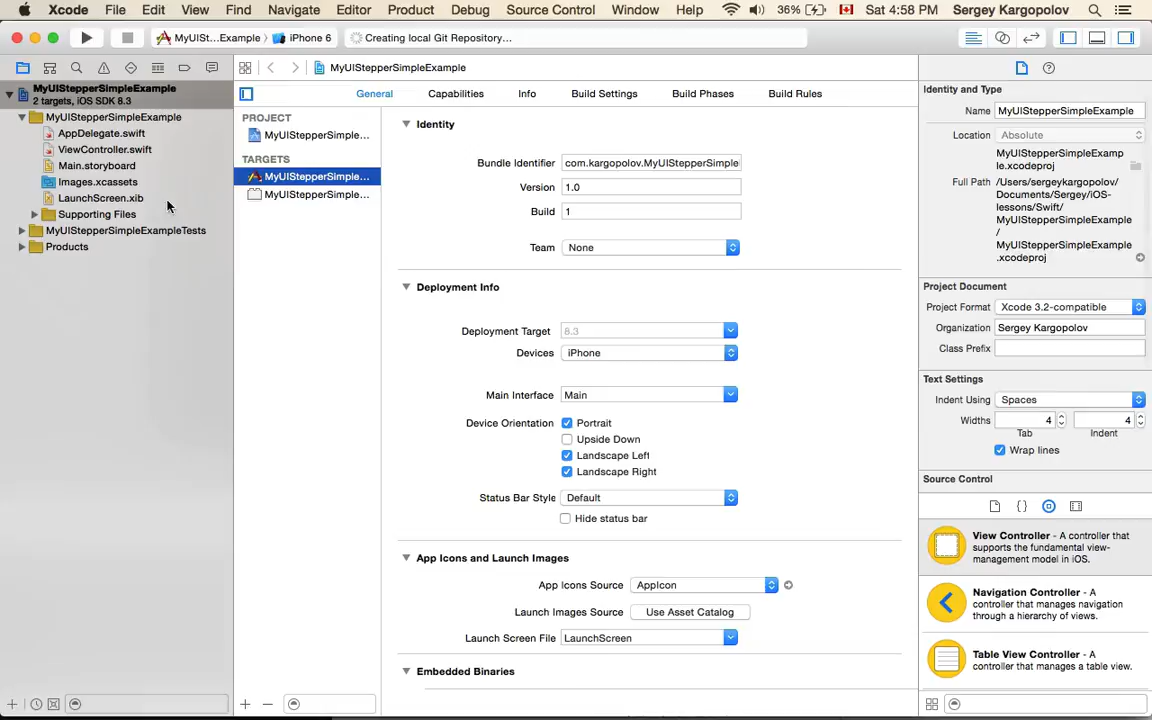 Xcode File Edit View Find Navigate Editor Product Debug Source Control Window Help 36% Sat 4:58 PM Sergey Kargopolov
MyUISt...Example iPhone 6 Creating local Git Repository...
MyUIStepperSimpleExample
2 targets, iOS SDK 8.3
MyUIStepperSimpleExample
AppDelegate.swift
ViewController.swift
Main.storyboard
Images.xcassets
LaunchScreen.xib
Supporting Files
MyUIStepperSimpleExampleTests
Products
MyUIStepperSimpleExample
General Capabilities Info Build Settings Build Phases Build Rules
PROJECT
MyUIStepperSimple...
TARGETS
MyUIStepperSimple...
MyUIStepperSimple...
Identity
Bundle Identifier com.kargopolov.MyUIStepperSimple
Version 1.0
Build 1
Team None
Deployment Info
Deployment Target 8.3
Devices iPhone
Main Interface Main
Device Orientation Portrait
Upside Down
Landscape Left
Landscape Right
Status Bar Style Default
Hide status bar
App Icons and Launch Images
App Icons Source AppIcon
Launch Images Source Use Asset Catalog
Launch Screen File LaunchScreen
Embedded Binaries
Identity and Type
Name MyUIStepperSimpleExample
Location Absolute
MyUIStepperSimpleExamp
le.xcodeproj
Full Path /Users/sergeykargopolov/
Documents/Sergey/iOS-
lessons/Swift/
MyUIStepperSimpleExample
/
MyUIStepperSimpleExample
.xcodeproj
Project Document
Project Format Xcode 3.2-compatible
Organization Sergey Kargopolov
Class Prefix
Text Settings
Indent Using Spaces
Widths 4 4
Tab Indent
Wrap lines
Source Control
View Controller - A controller that
supports the fundamental view-
management model in iOS.
Navigation Controller - A
controller that manages navigation
through a hierarchy of views.
Table View Controller - A
controller that manages a table view.